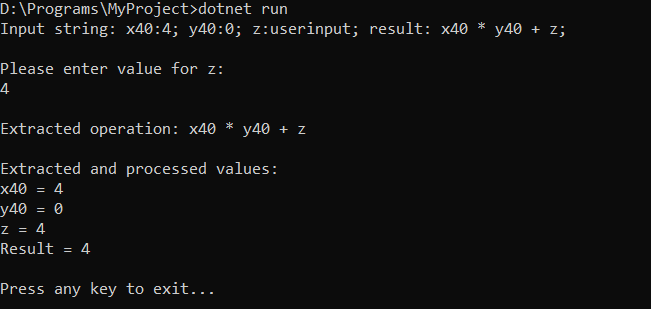 D:\Programs\MyProject>dotnet run
Input string: x40:4; y40:0; z:userinput; result: x40 * y40 + z;
Please enter value for z:
4
Extracted operation: x40 * y40 + z
Extracted and processed values:
x40 = 4
y40 = 0
z = 4
Result = 4
Press any key to exit...